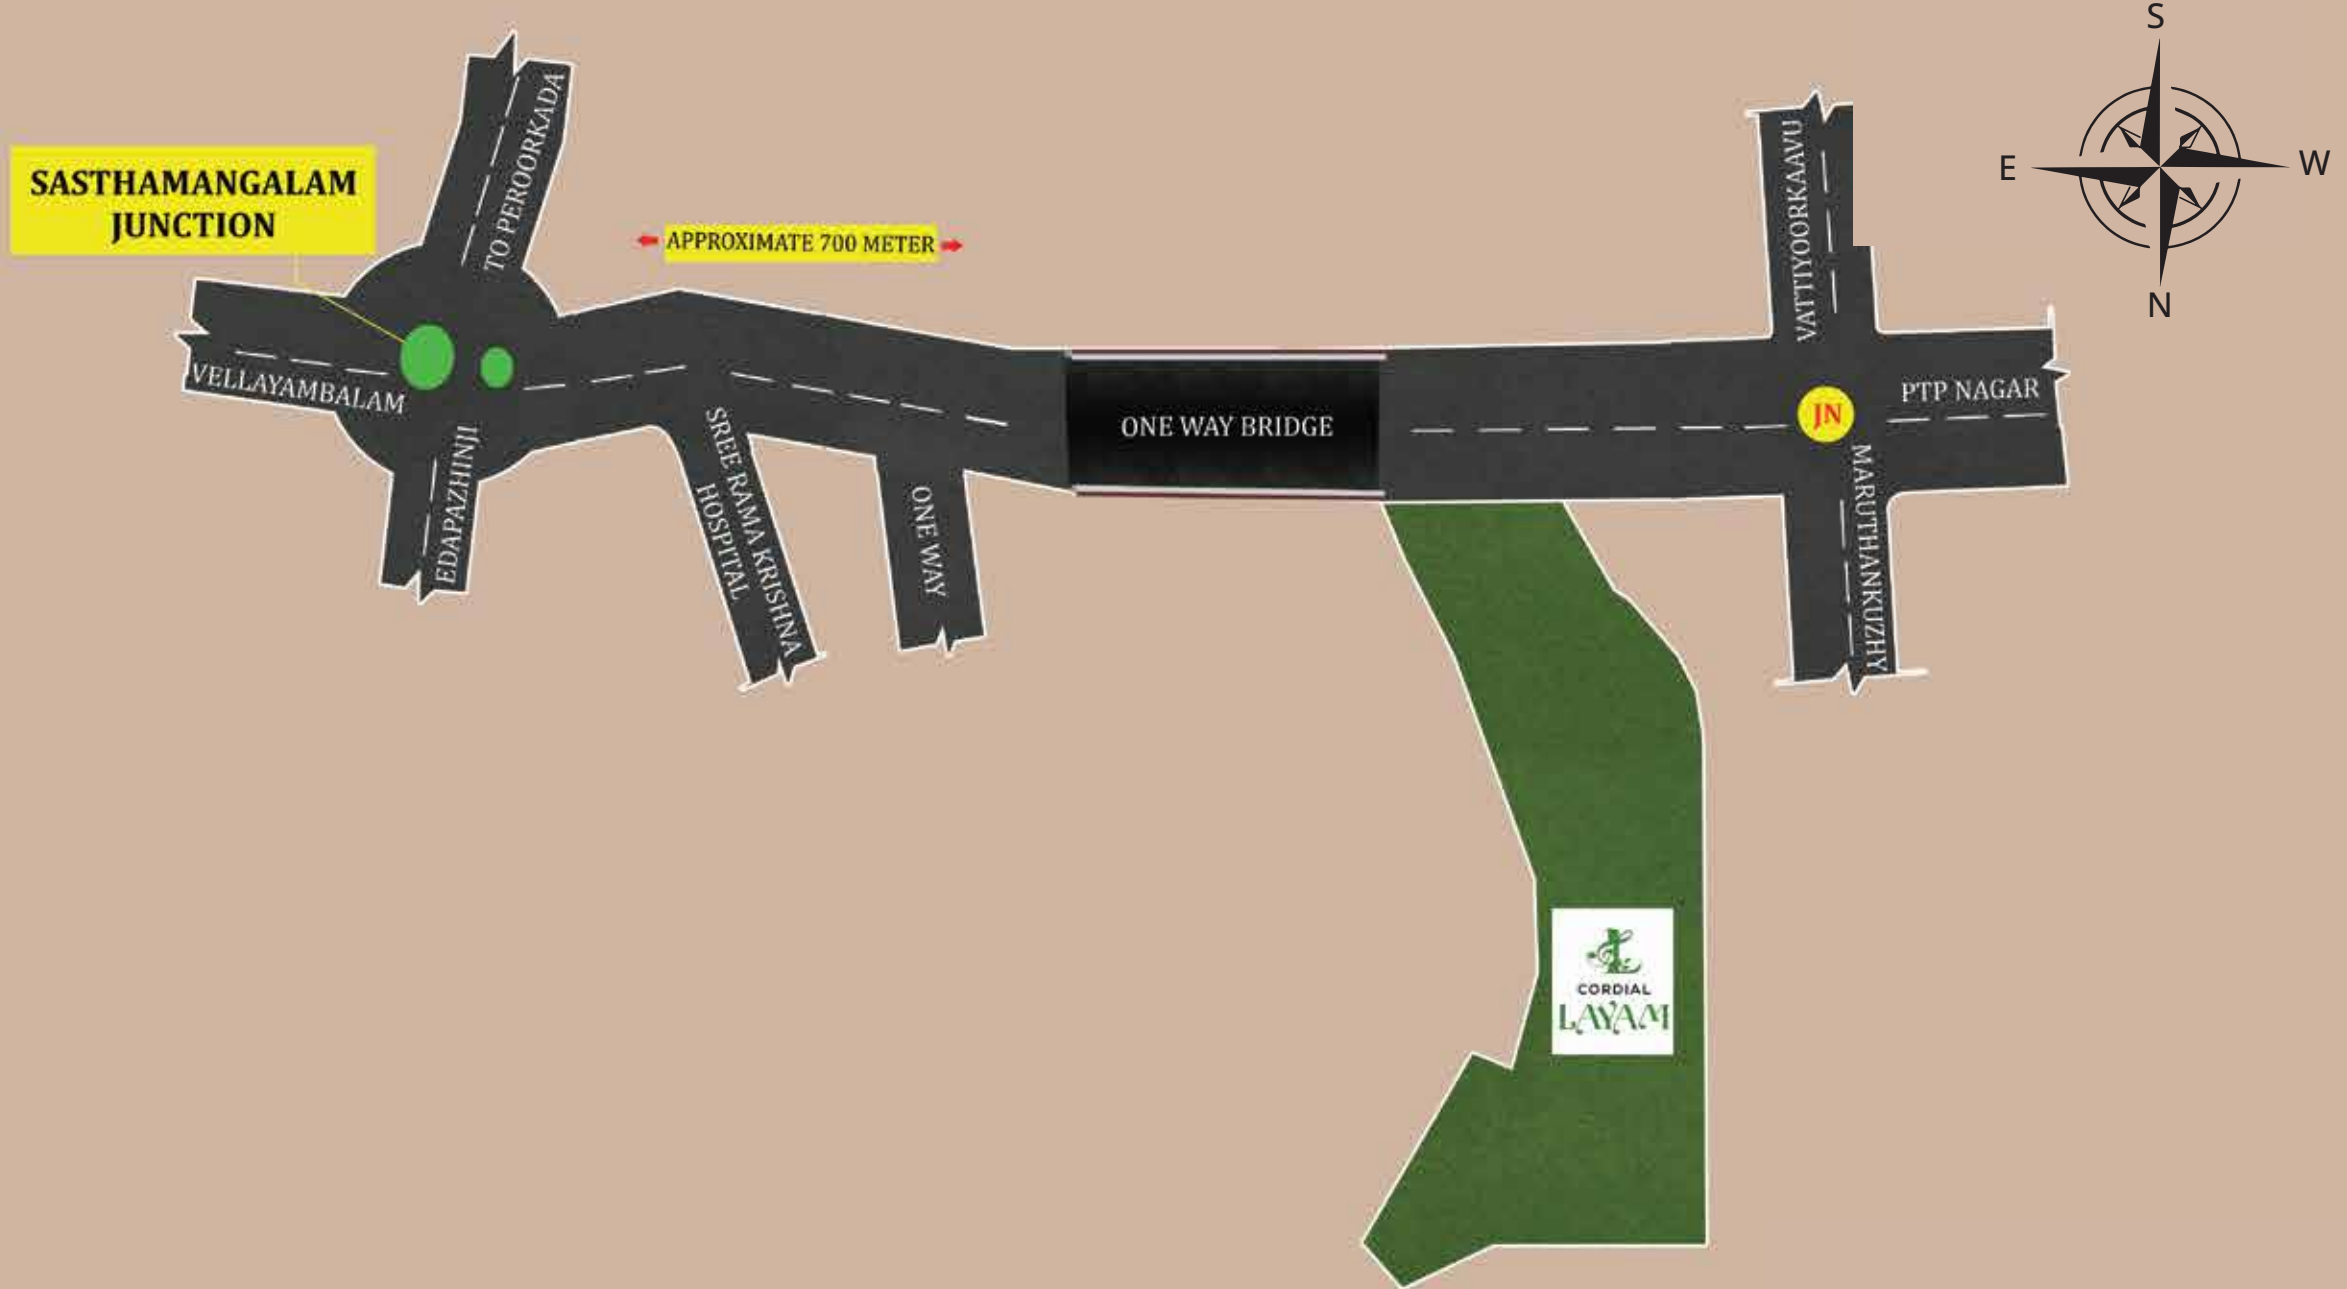 S
E
W
N
SASTHAMANGALAM
JUNCTION
TO PEROORKADA
APPROXIMATE 700 METER
VATTIYOORKAAVU
VELLAYAMBALAM
EDAPAZHINJI
SREE RAMA KRISHNA
HOSPITAL
ONE WAY
ONE WAY BRIDGE
JN
PTP NAGAR
MARUTHANKUZHY
CORDIAL
LAYAM